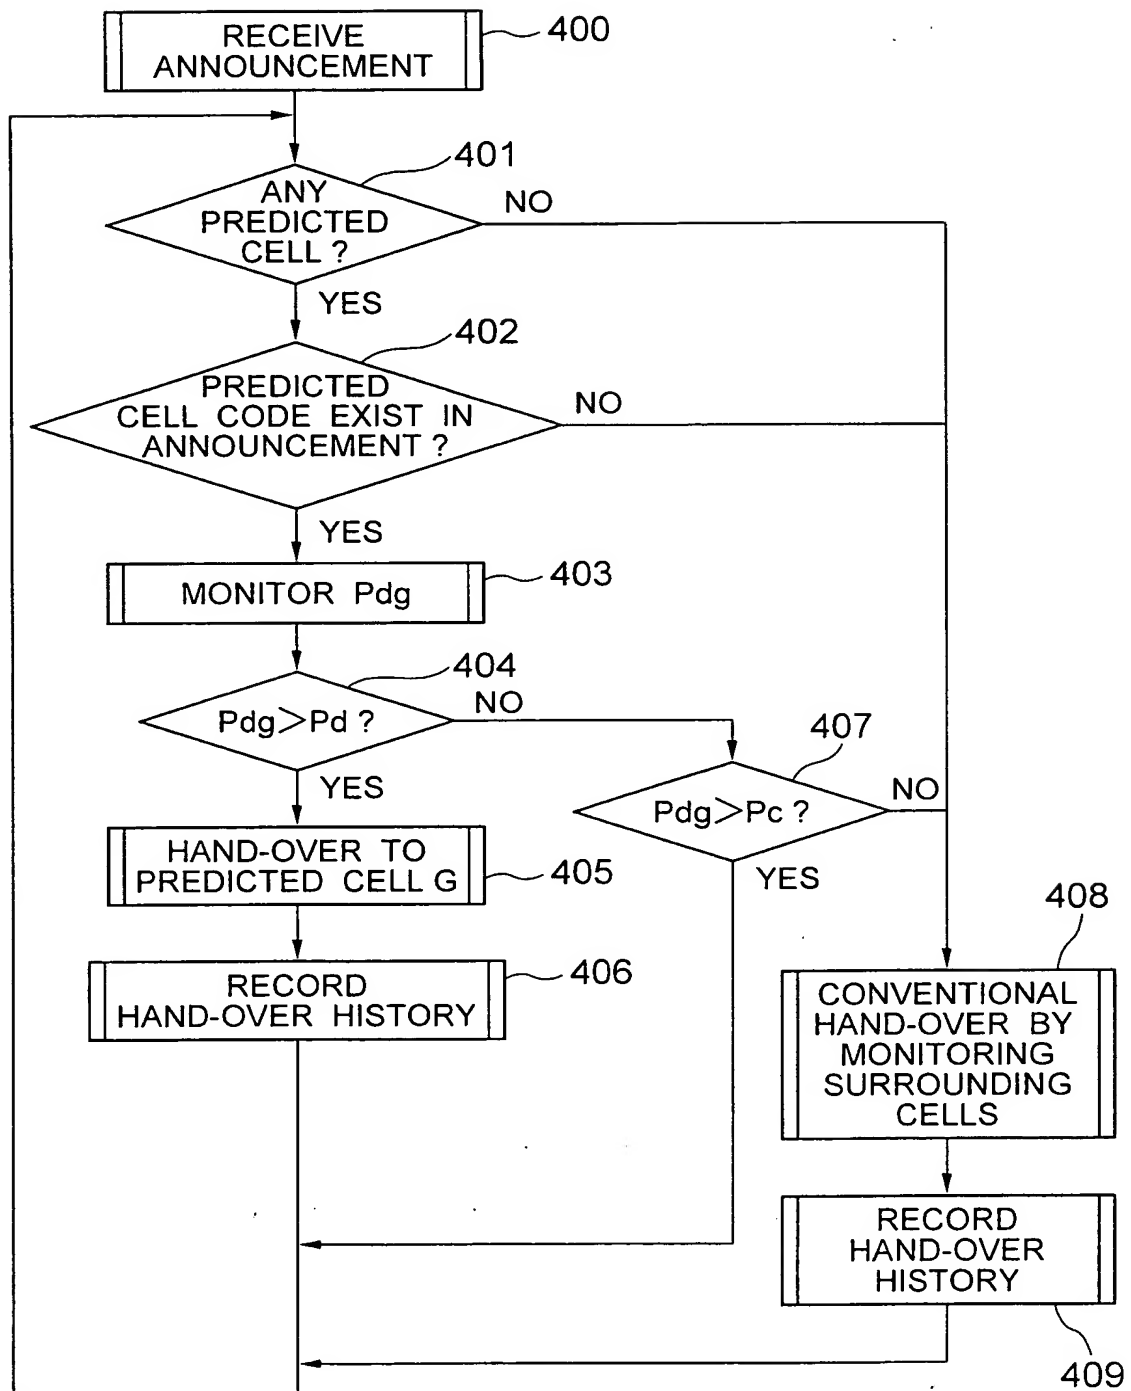 RECEIVE
ANNOUNCEMENT
400
401
ANY
PREDICTED
CELL ?
NO
YES
402
PREDICTED
CELL CODE EXIST IN
ANNOUNCEMENT ?
NO
YES
MONITOR Pdg
403
404
Pdg>Pd ?
NO
YES
407
Pdg>Pc ?
NO
YES
HAND-OVER TO
PREDICTED CELL G
405
RECORD
HAND-OVER HISTORY
406
408
CONVENTIONAL
HAND-OVER BY
MONITORING
SURROUNDING
CELLS
RECORD
HAND-OVER
HISTORY
409